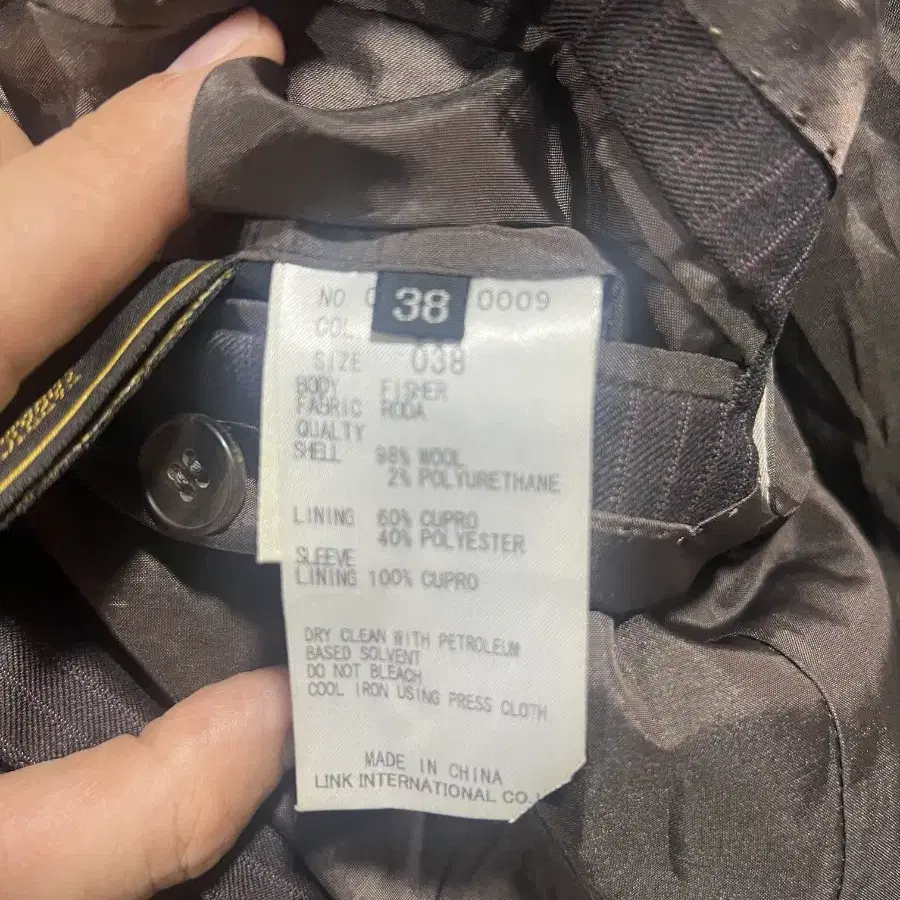 NO 0 38 0009
COL
SIZE 038
BODY FISHER
FABRIC RODA
QUALTY
SHELL 98% WOOL
2% POLYURETHANE
LINING 60% CUPRO
40% POLYESTER
SLEEVE
LINING 100% CUPRO
DRY CLEAN WITH PETROLEUM
BASED SOLVENT
DO NOT BLEACH
COOL IRON USING PRESS CLOTH
MADE IN CHINA
LINK INTERNATIONAL CO.